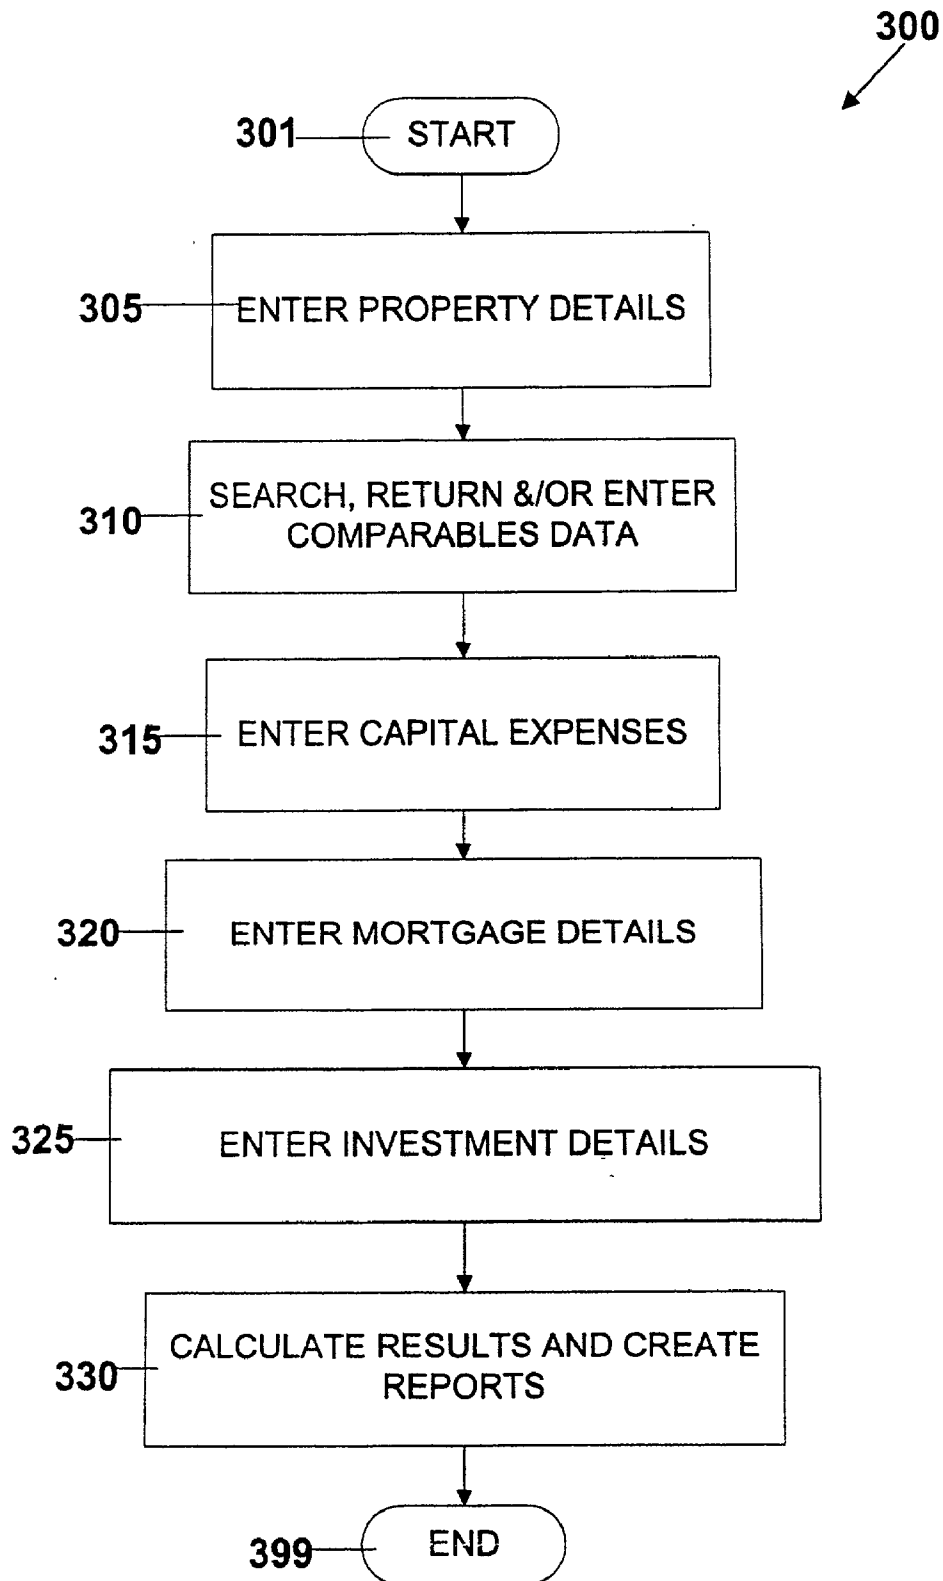 300
301 START
305 ENTER PROPERTY DETAILS
310 SEARCH, RETURN &/OR ENTER
COMPARABLES DATA
315 ENTER CAPITAL EXPENSES
320 ENTER MORTGAGE DETAILS
325 ENTER INVESTMENT DETAILS
330 CALCULATE RESULTS AND CREATE
REPORTS
399 END